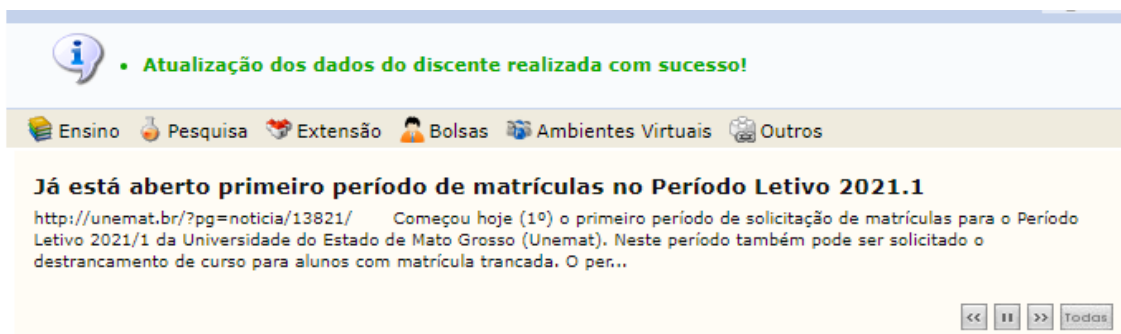 Atualização dos dados do discente realizada com sucesso!
Ensino Pesquisa Extensão Bolsas Ambientes Virtuais Outros
Já está aberto primeiro período de matrículas no Período Letivo 2021.1
http://unemat.br/?pg=noticia/13821/ Começou hoje (1º) o primeiro período de solicitação de matrículas para o Período
Letivo 2021/1 da Universidade do Estado de Mato Grosso (Unemat). Neste período também pode ser solicitado o
destrancamento de curso para alunos com matrícula trancada. O per...
Todas